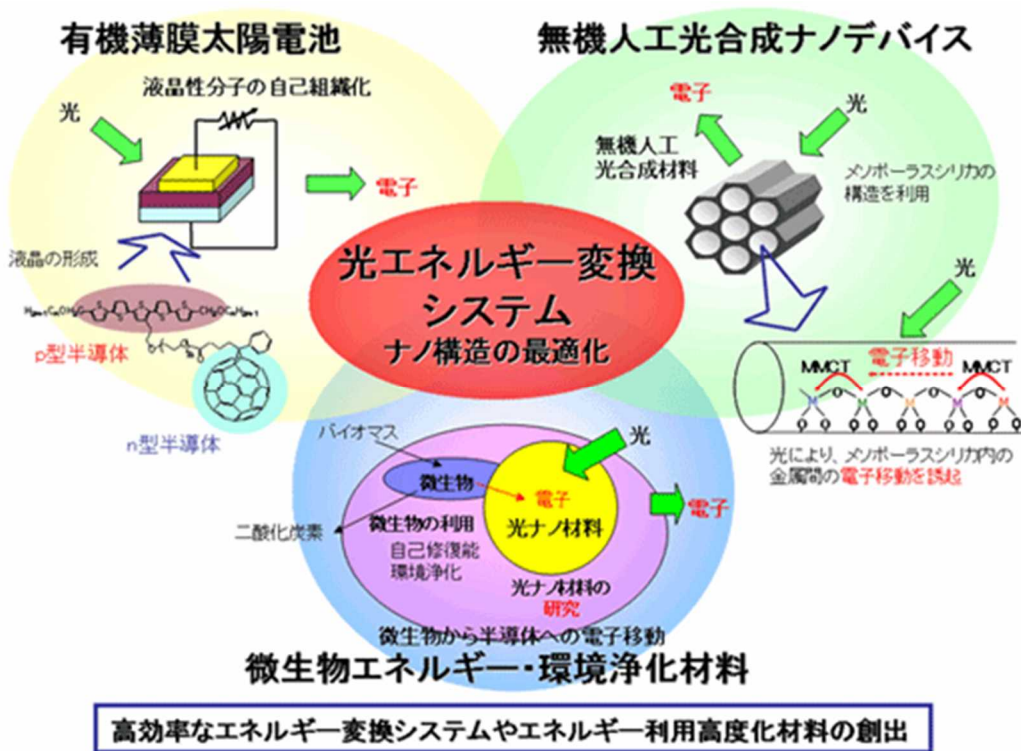 有機薄膜太陽電池
液晶性分子の自己組織化
光
電子
液晶の形成
p型半導体
n型半導体
無機人工光合成ナノデバイス
電子
光
無機人工
光合成材料
メソポーラスシリカの
構造を利用
光
MMCT
電子移動
MMCT
O O O O
M M M M M
O O O O O O O O O O
光により、メソポーラスシリカ内の
金属間の電子移動を誘起
光エネルギー変換
システム
ナノ構造の最適化
バイオマス
光
微生物
電子
電子
光ナノ材料
二酸化炭素
微生物の利用
自己修復能
環境浄化
光ナノ材料の
研究
微生物から半導体への電子移動
微生物エネルギー・環境浄化材料
高効率なエネルギー変換システムやエネルギー利用高度化材料の創出